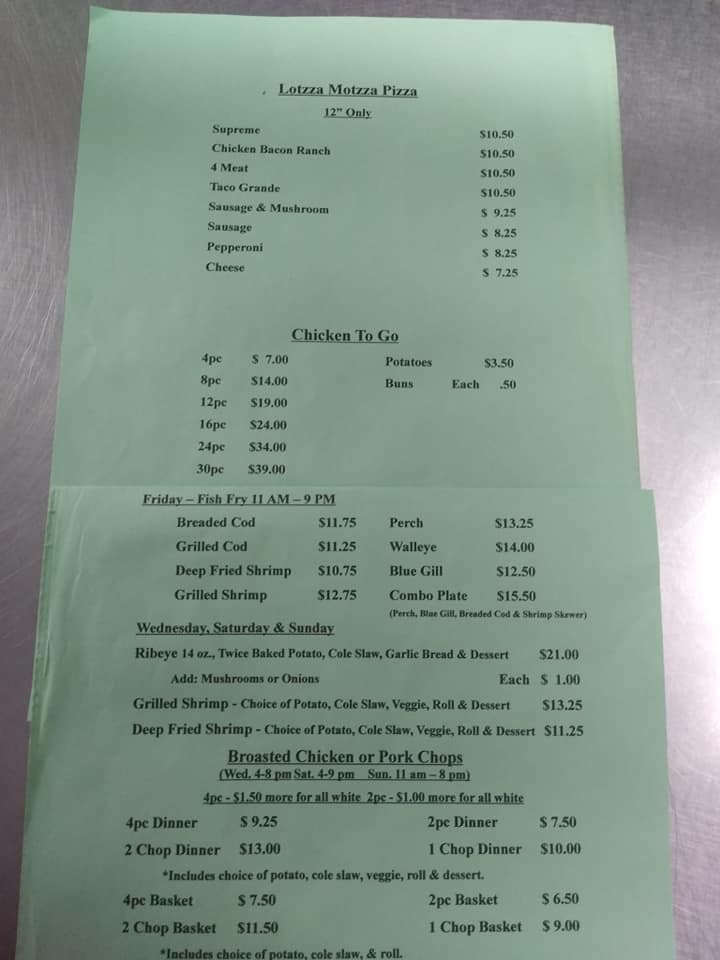 Lotzza Motzza Pizza
12" Only
Supreme $10.50
Chicken Bacon Ranch $10.50
4 Meat $10.50
Taco Grande $10.50
Sausage & Mushroom $ 9.25
Sausage $ 8.25
Pepperoni $ 8.25
Cheese $ 7.25
Chicken To Go
4pc $ 7.00 Potatoes $3.50
8pc $14.00 Buns Each .50
12pc $19.00
16pc $24.00
24pc $34.00
30pc $39.00
Friday – Fish Fry 11 AM – 9 PM
Breaded Cod $11.75 Perch $13.25
Grilled Cod $11.25 Walleye $14.00
Deep Fried Shrimp $10.75 Blue Gill $12.50
Grilled Shrimp $12.75 Combo Plate $15.50
(Perch, Blue Gill, Breaded Cod & Shrimp Skewer)
Wednesday, Saturday & Sunday
Ribeye 14 oz., Twice Baked Potato, Cole Slaw, Garlic Bread & Dessert $21.00
Add: Mushrooms or Onions Each $ 1.00
Grilled Shrimp - Choice of Potato, Cole Slaw, Veggie, Roll & Dessert $13.25
Deep Fried Shrimp - Choice of Potato, Cole Slaw, Veggie, Roll & Dessert $11.25
Broasted Chicken or Pork Chops
(Wed. 4-8 pm Sat. 4-9 pm Sun. 11 am – 8 pm)
4pc - $1.50 more for all white 2pc - $1.00 more for all white
4pc Dinner $ 9.25 2pc Dinner $ 7.50
2 Chop Dinner $13.00 1 Chop Dinner $10.00
*Includes choice of potato, cole slaw, veggie, roll & dessert.
4pc Basket $ 7.50 2pc Basket $ 6.50
2 Chop Basket $11.50 1 Chop Basket $ 9.00
*Includes choice of potato, cole slaw, & roll.